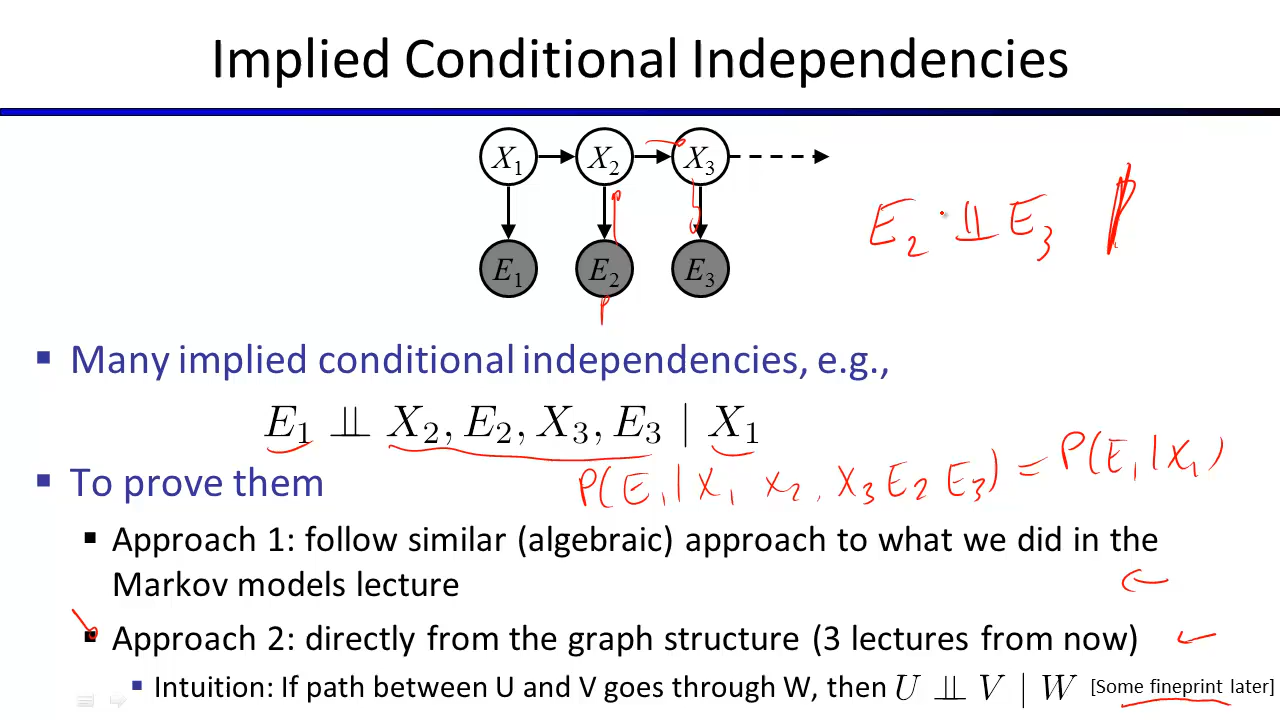 Implied Conditional Independencies
X₁ X₂ X₃
E₁ E₂ E₃
E₂ ⫫ E₃
Many implied conditional independencies, e.g.,
E₁ ⫫ X₂, E₂, X₃, E₃ | X₁
To prove them
P(E₁ | X₁ X₂, X₃ E₂ E₃) = P(E₁ | X₁)
Approach 1: follow similar (algebraic) approach to what we did in the
Markov models lecture
Approach 2: directly from the graph structure (3 lectures from now)
Intuition: If path between U and V goes through W, then U ⫫ V | W [Some fineprint later]